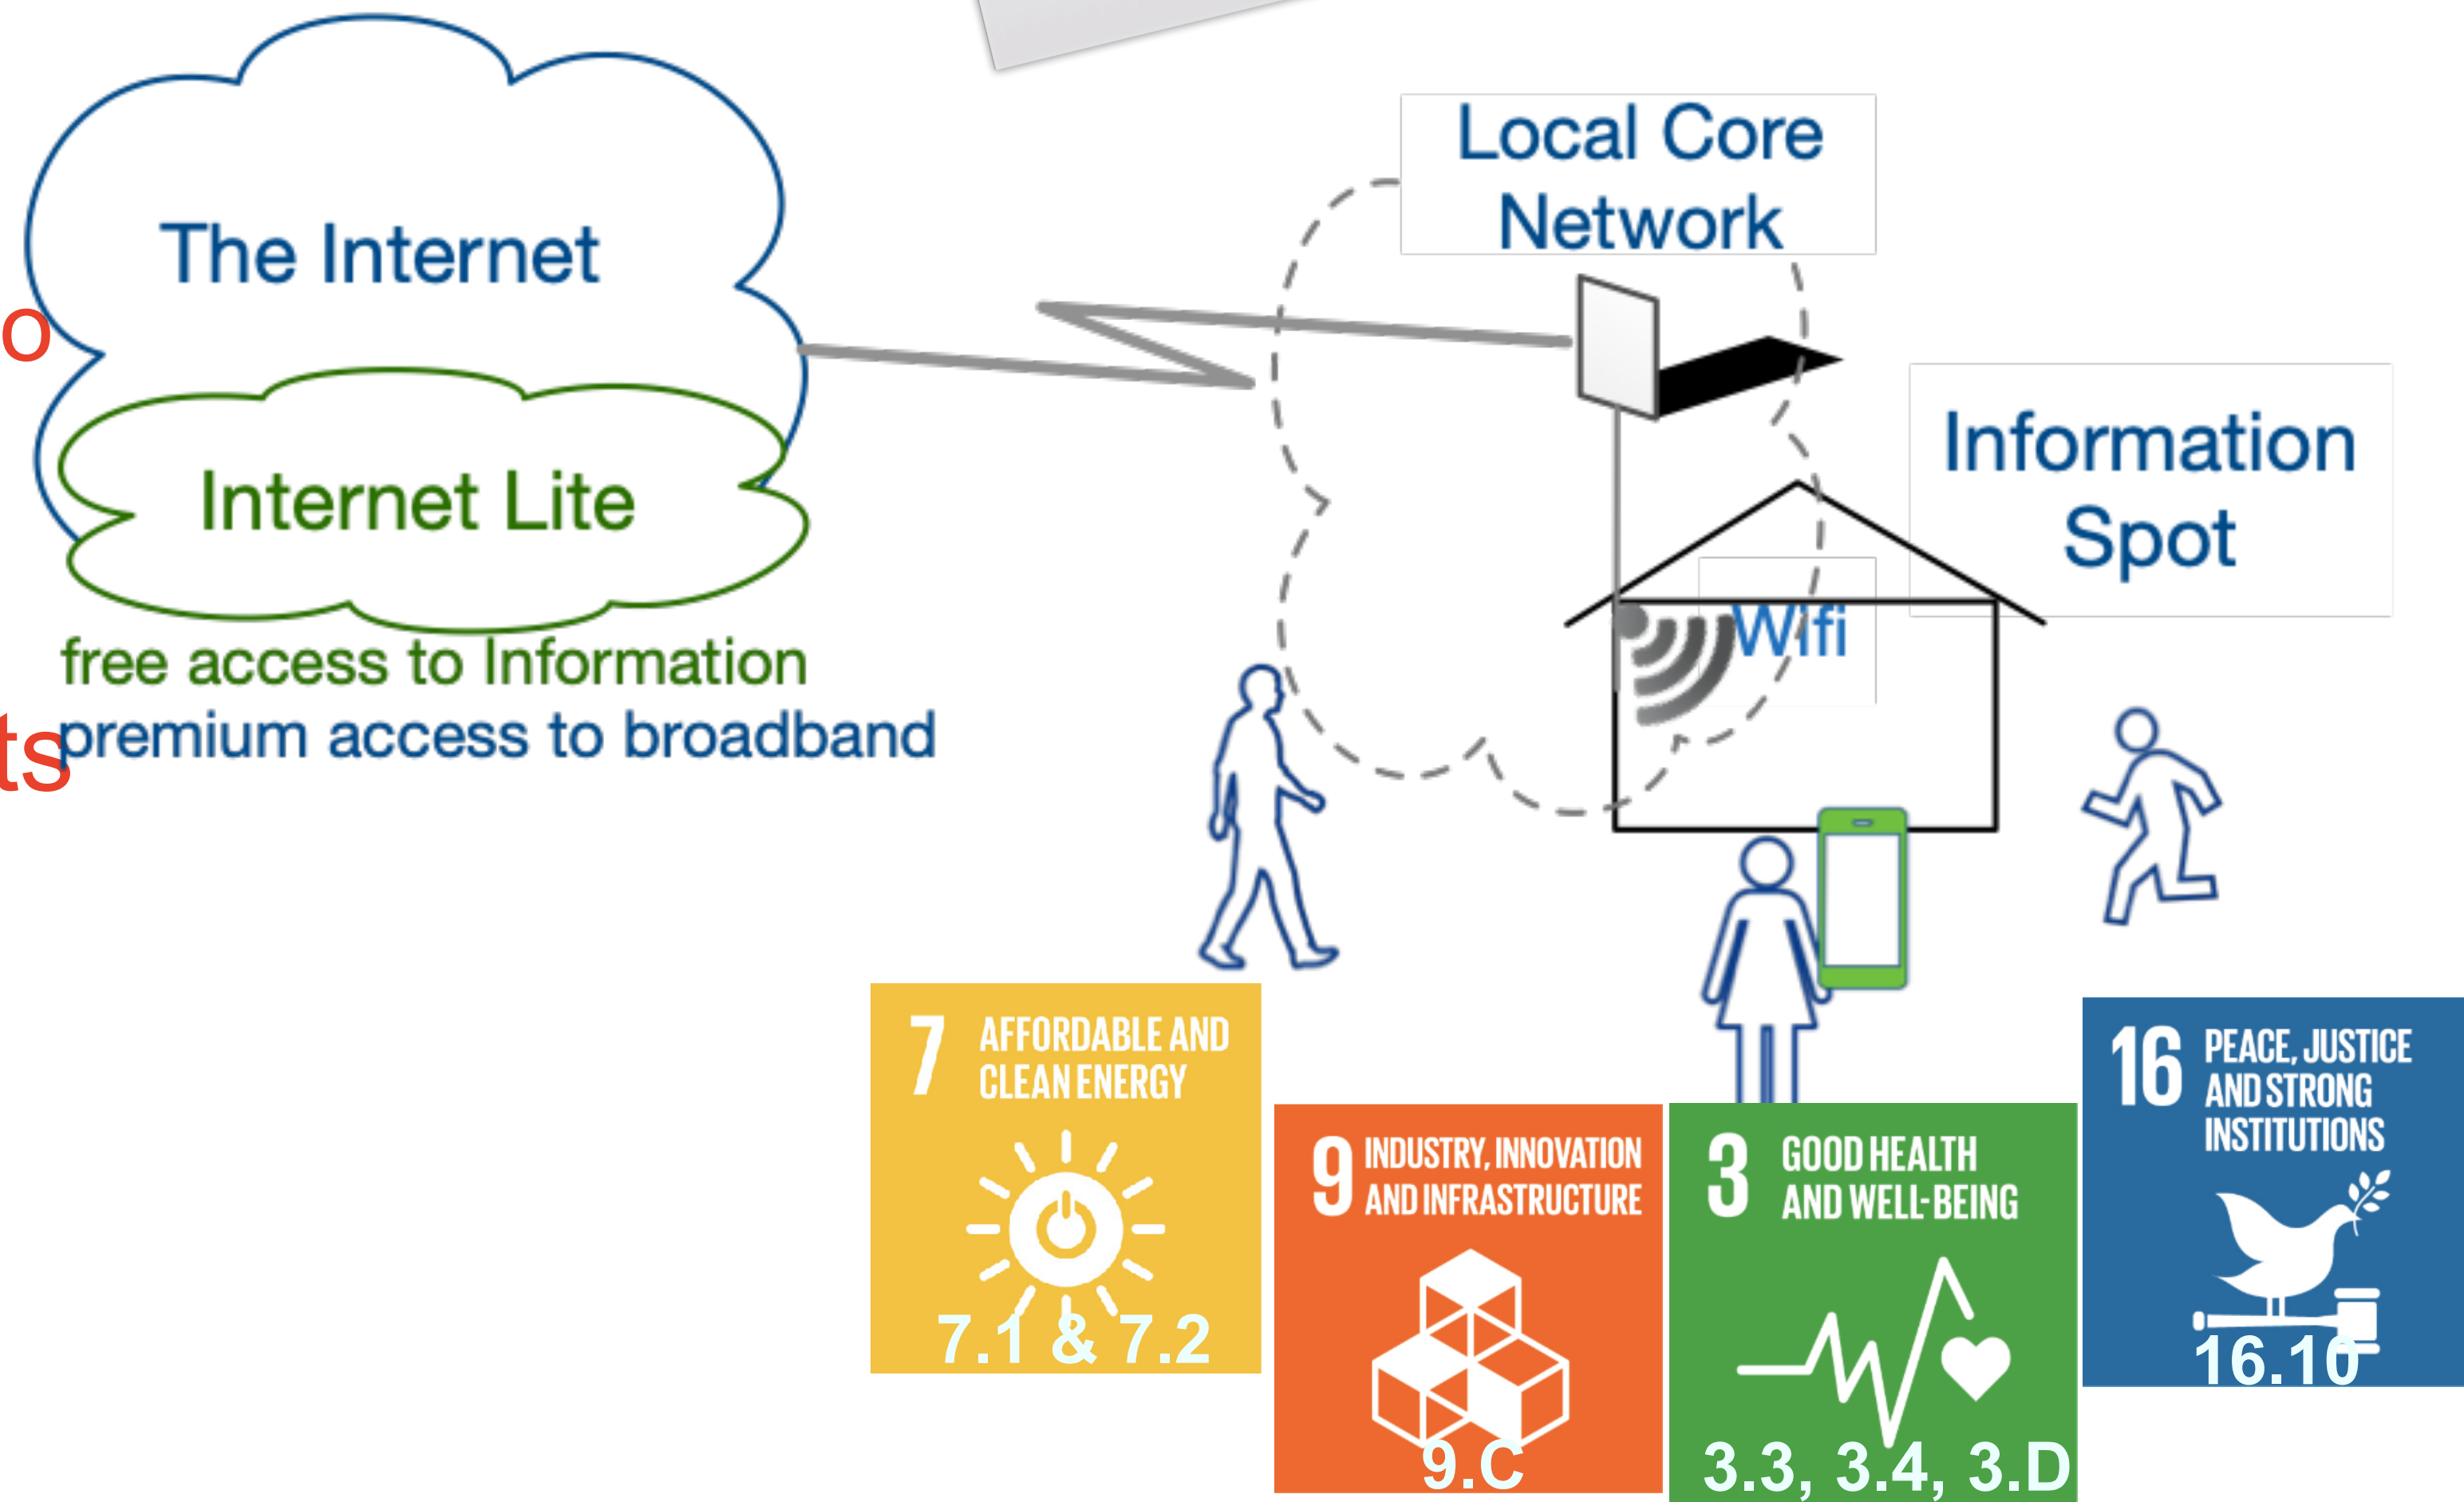 The Internet
o
Internet Lite
free access to Information
ts
premium access to broadband
Local Core
Network
Information
Spot
Wifi
7 AFFORDABLE AND
CLEAN ENERGY
7.1 & 7.2
9 INDUSTRY, INNOVATION
AND INFRASTRUCTURE
9.C
3 GOOD HEALTH
AND WELL-BEING
3.3, 3.4, 3.D
16 PEACE, JUSTICE
AND STRONG
INSTITUTIONS
16.10